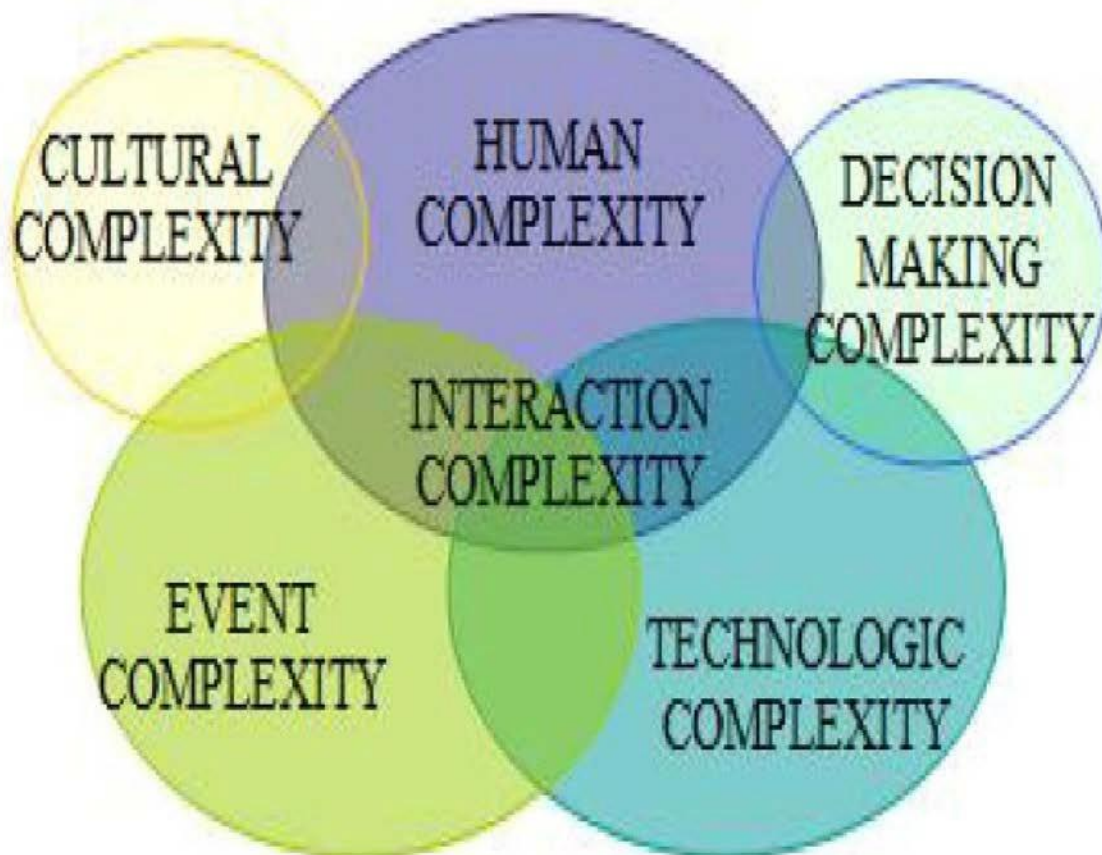 CULTURAL
COMPLEXITY
HUMAN
COMPLEXITY
DECISION
MAKING
COMPLEXITY
INTERACTION
COMPLEXITY
EVENT
COMPLEXITY
TECHNOLOGIC
COMPLEXITY